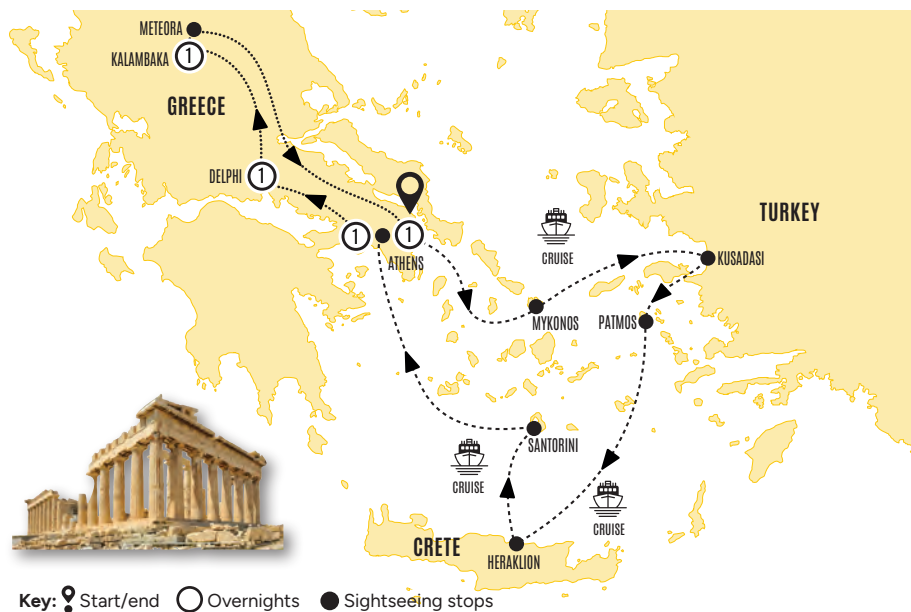 METEORA
KALAMBAKA
1
GREECE
DELPHI
1
1
1
ATHENS
TURKEY
CRUISE
KUSADASI
MYKONOS
PATMOS
SANTORINI
CRUISE
CRUISE
CRETE
HERAKLION
Key: Start/end Overnights Sightseeing stops